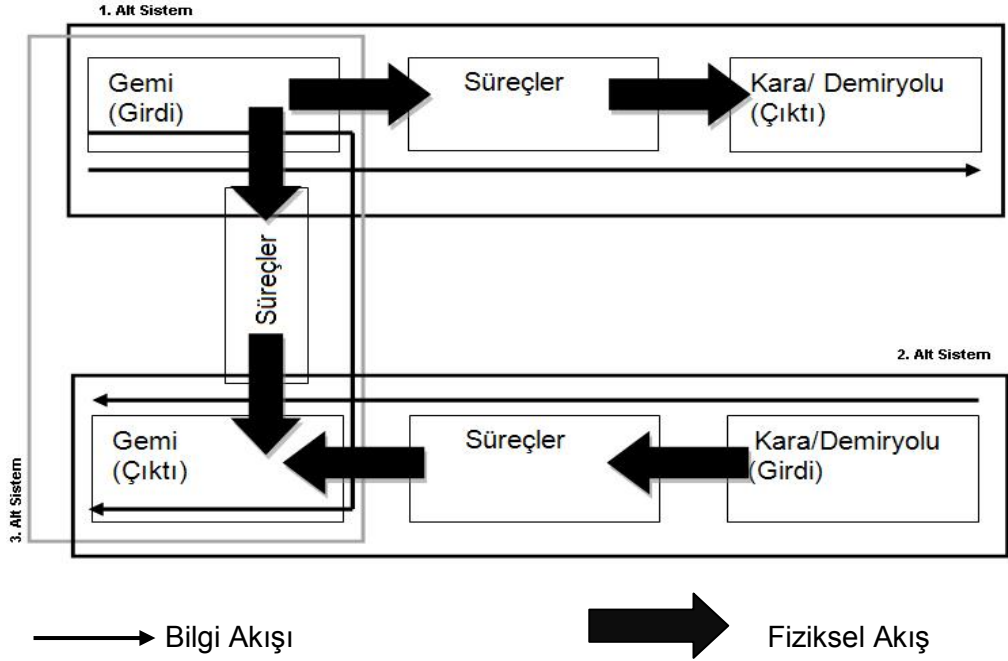 1. Alt Sistem
Gemi
(Girdi)
Süreçler
Kara/ Demiryolu
(Çıktı)
Süreçler
2. Alt Sistem
Gemi
(Çıktı)
Süreçler
Kara/Demiryolu
(Girdi)
3. Alt Sistem
Bilgi Akışı
Fiziksel Akış